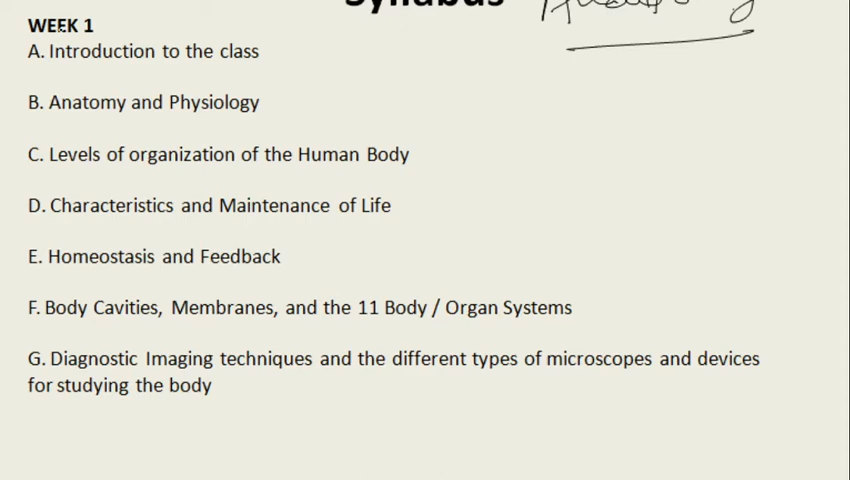 Syllabus
WEEK 1
A. Introduction to the class
B. Anatomy and Physiology
C. Levels of organization of the Human Body
D. Characteristics and Maintenance of Life
E. Homeostasis and Feedback
F. Body Cavities, Membranes, and the 11 Body / Organ Systems
G. Diagnostic Imaging techniques and the different types of microscopes and devices
for studying the body